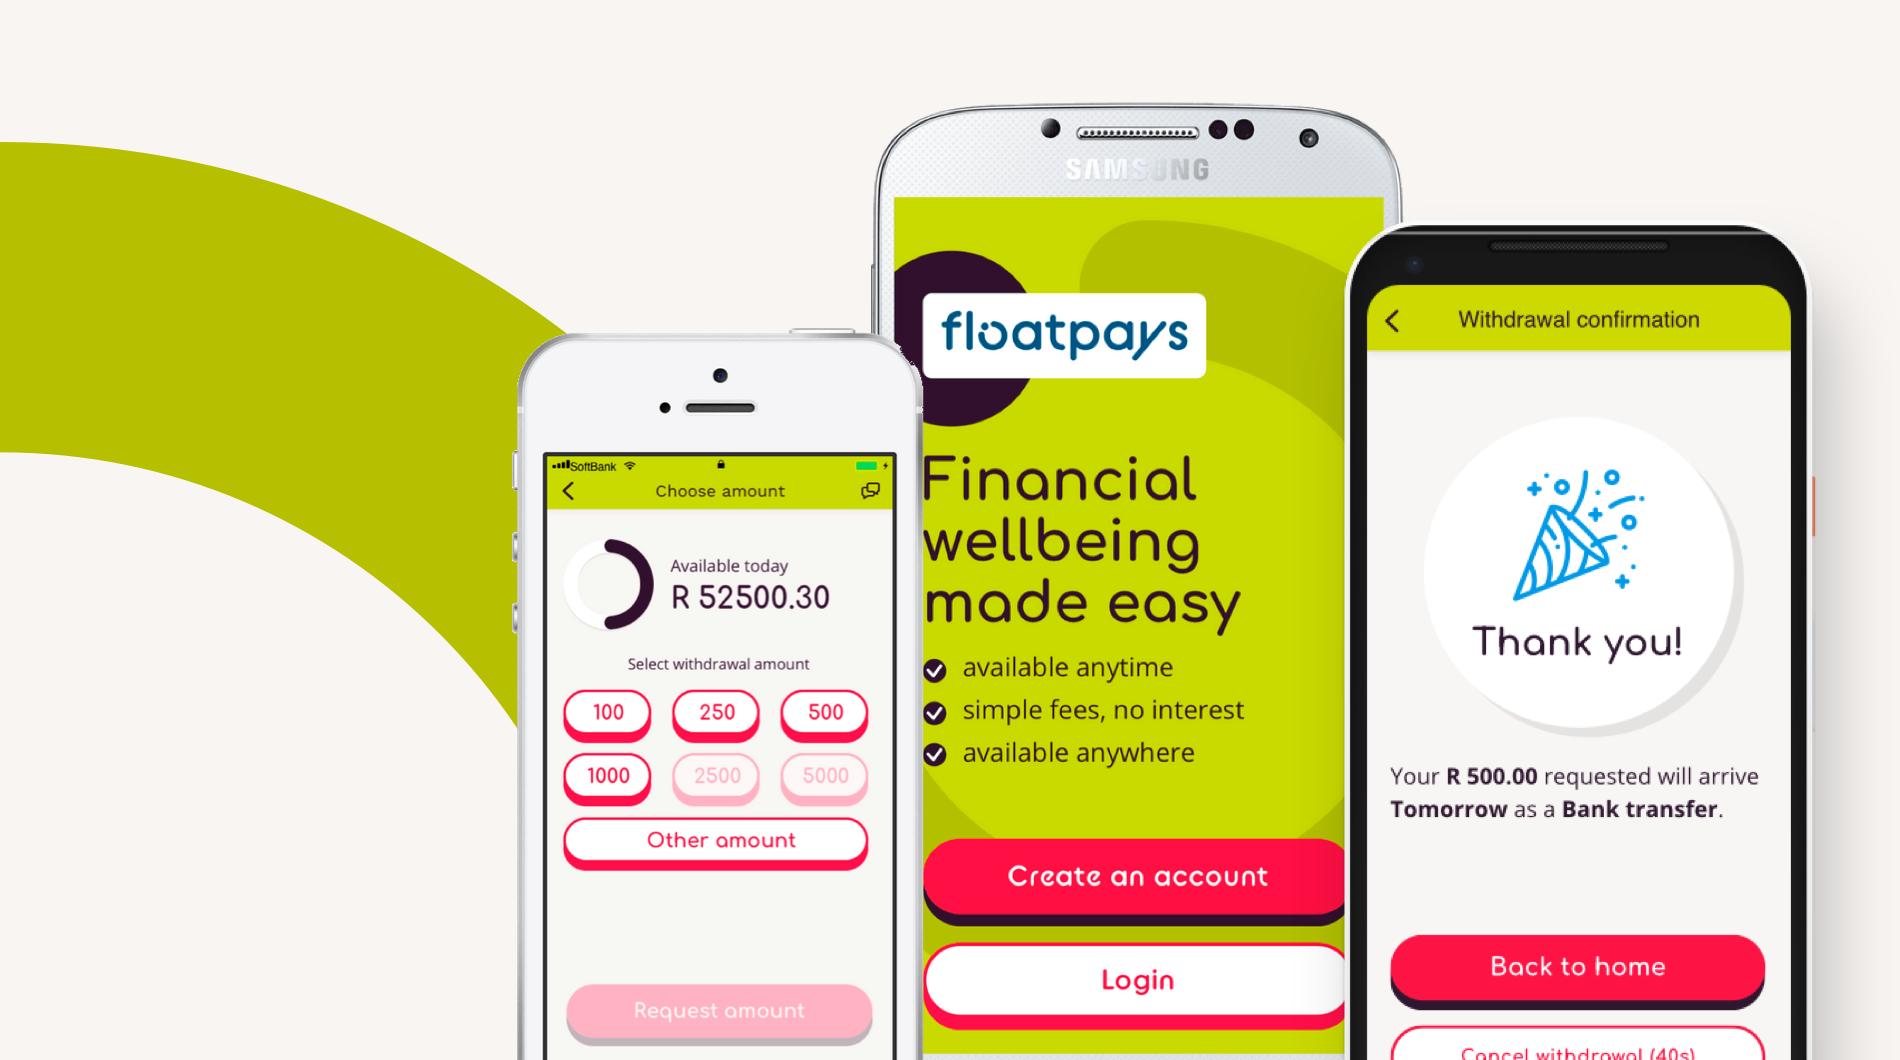 SoftBank
Choose amount
Available today
R 52500.30
Select withdrawal amount
100 250 500
1000 2500 5000
Other amount
Request amount
SAMSUNG
floatpays
Financial
wellbeing
made easy
available anytime
simple fees, no interest
available anywhere
Create an account
Login
Withdrawal confirmation
Thank you!
Your R 500.00 requested will arrive
Tomorrow as a Bank transfer.
Back to home
Cancel withdrawal (40s)